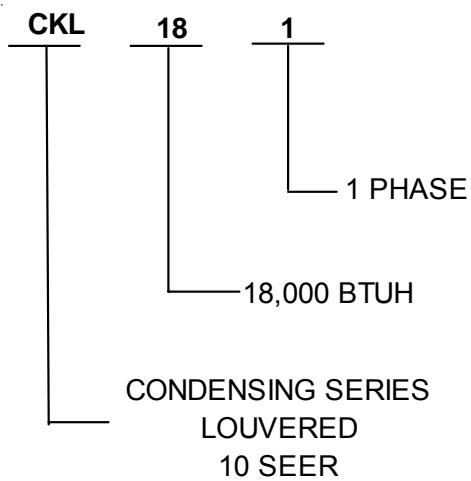 CKL 18 1
1 PHASE
18,000 BTUH
CONDENSING SERIES
LOUVERED
10 SEER